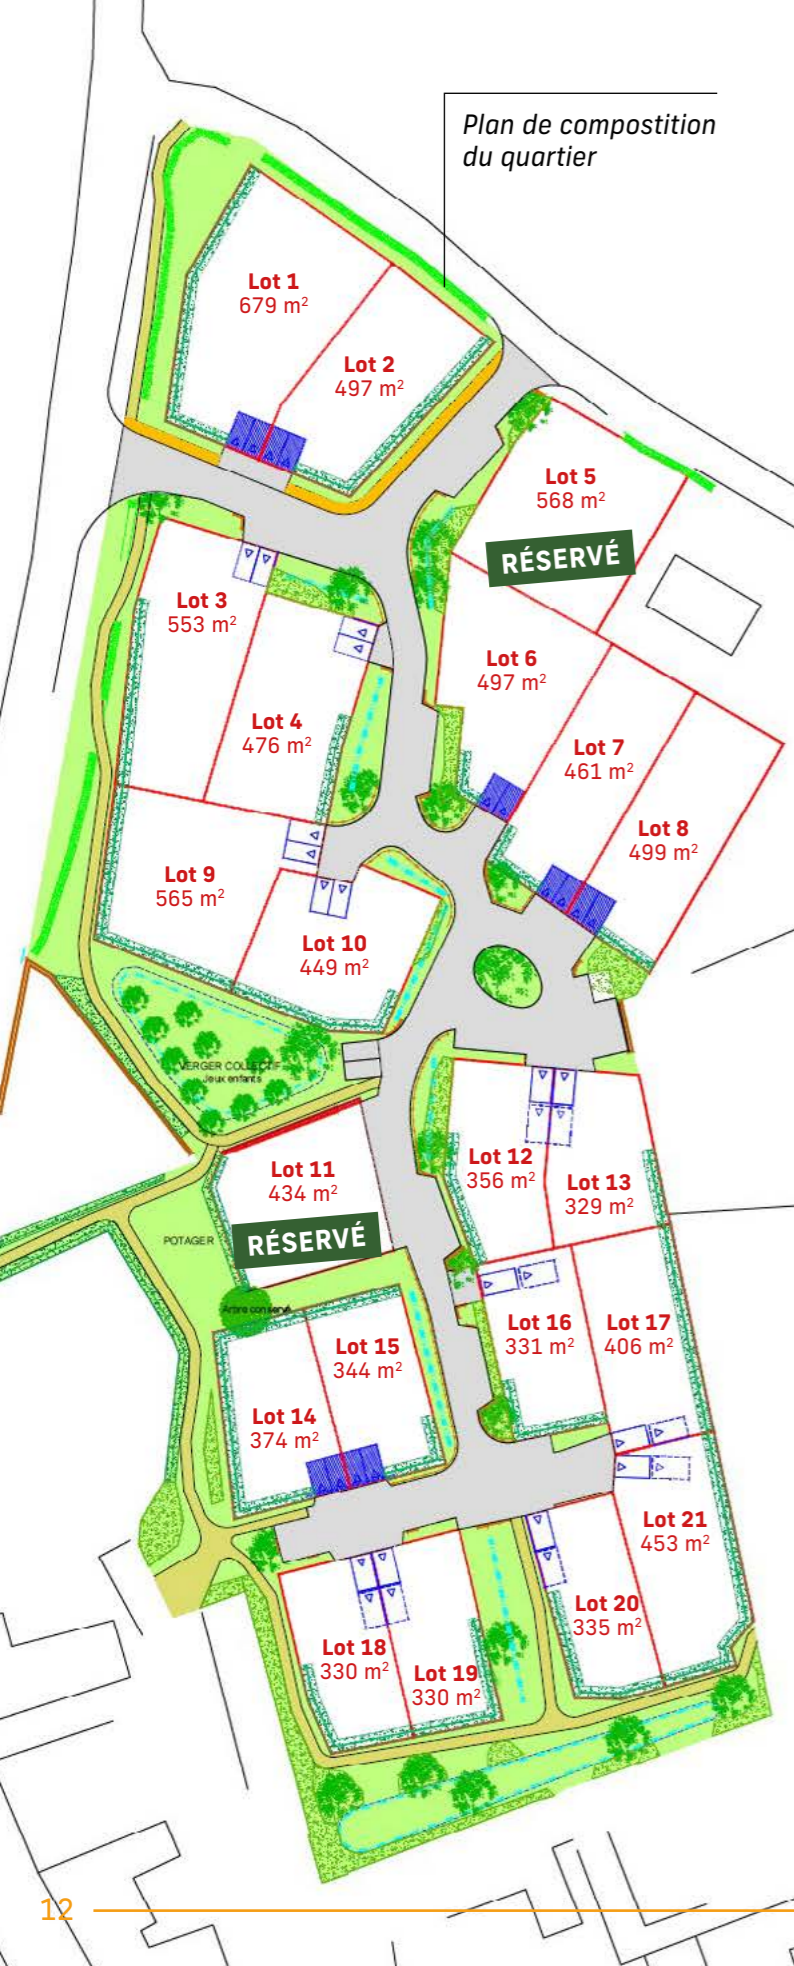 Plan de compostition
du quartier
Lot 1
679 m²
Lot 2
497 m²
Lot 5
568 m²
RÉSERVÉ
Lot 3
553 m²
Lot 6
497 m²
Lot 4
476 m²
Lot 7
461 m²
Lot 8
499 m²
Lot 9
565 m²
Lot 10
449 m²
VERGER COLLECTIF
Jeux enfants
Lot 11
434 m²
RÉSERVÉ
Lot 12
356 m²
Lot 13
329 m²
POTAGER
Arbre conservé
Lot 16
331 m²
Lot 17
406 m²
Lot 15
344 m²
Lot 14
374 m²
Lot 21
453 m²
Lot 20
335 m²
Lot 18
330 m²
Lot 19
330 m²
12